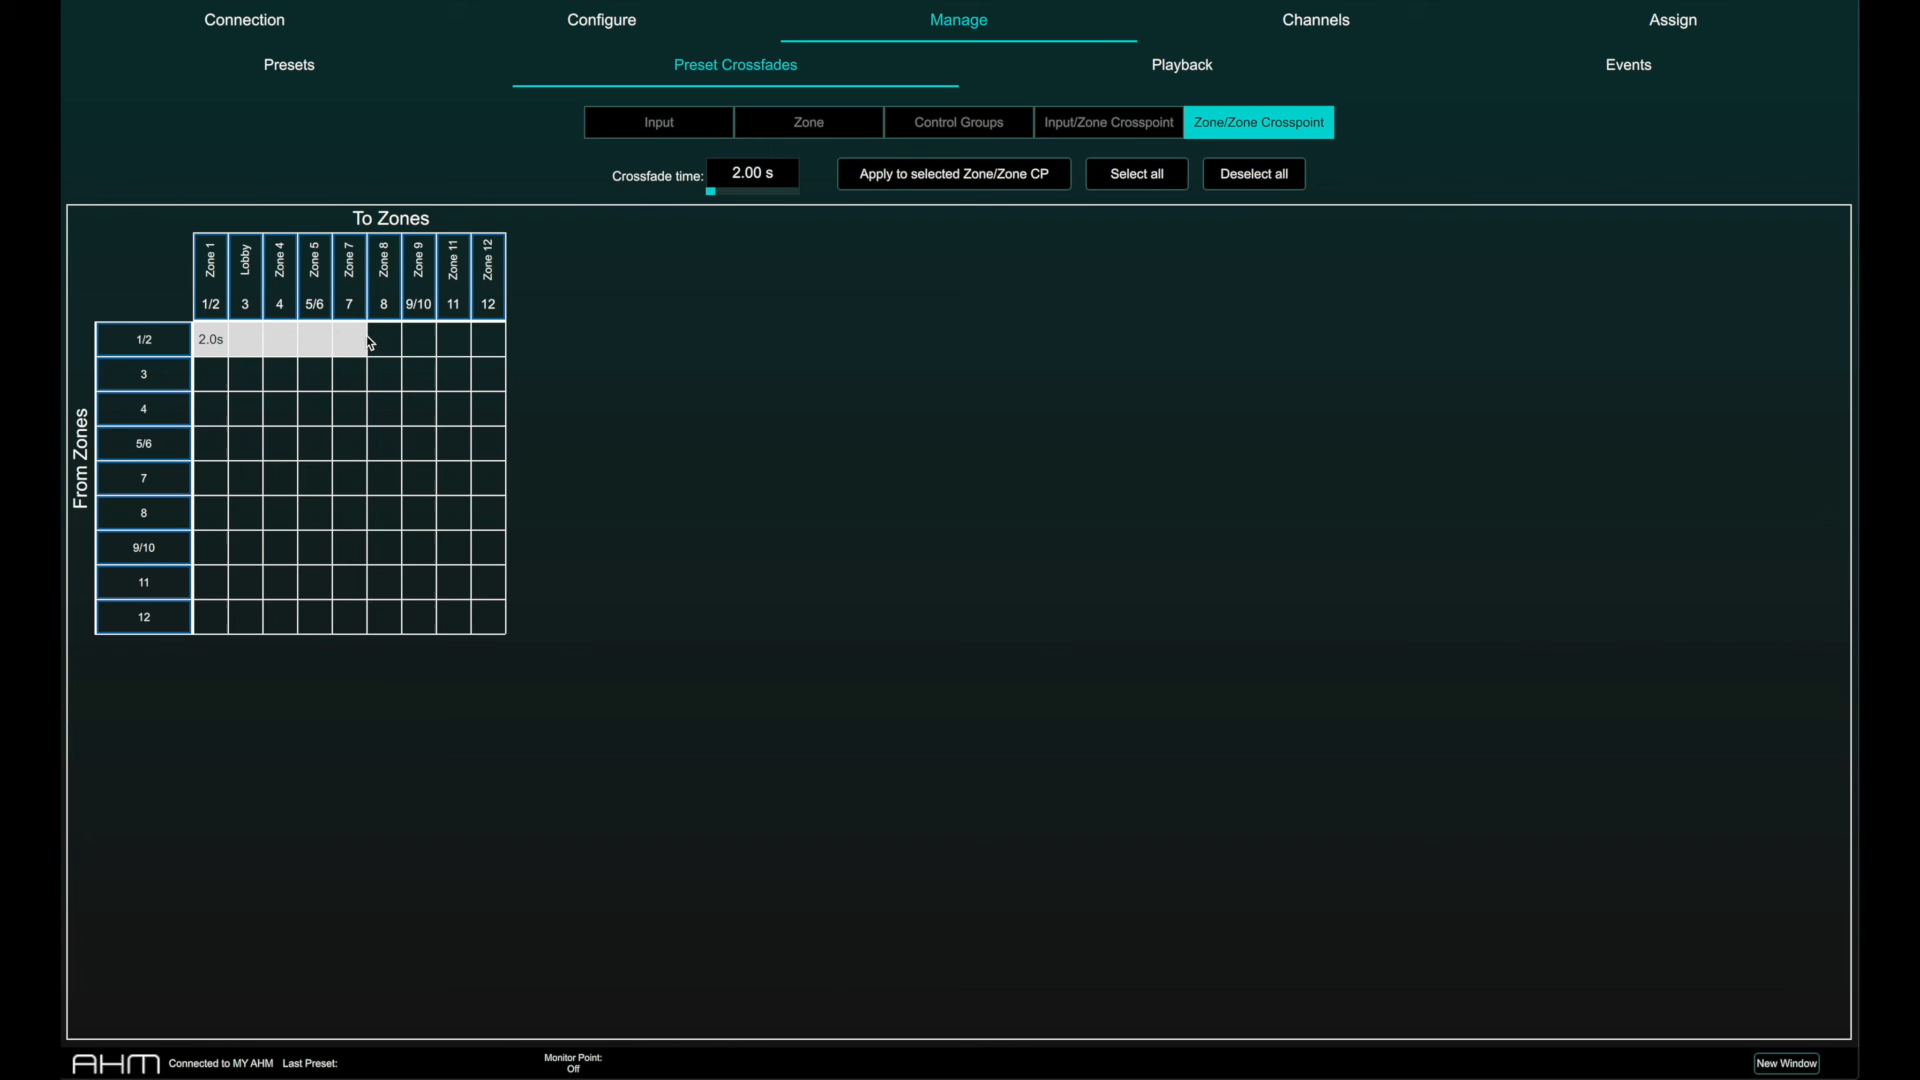 Connection Configure Manage Channels Assign
Presets Preset Crossfades Playback Events
Input Zone Control Groups Input/Zone Crosspoint Zone/Zone Crosspoint
Crossfade time: 2.00 s Apply to selected Zone/Zone CP Select all Deselect all
To Zones
Zone 1 Lobby Zone 4 Zone 5 Zone 7 Zone 8 Zone 9 Zone 11 Zone 12
1/2 3 4 5/6 7 8 9/10 11 12
From Zones
1/2 2.0s
3
4
5/6
7
8
9/10
11
12
AHM Connected to MY AHM Last Preset: Monitor Point: New Window
Off